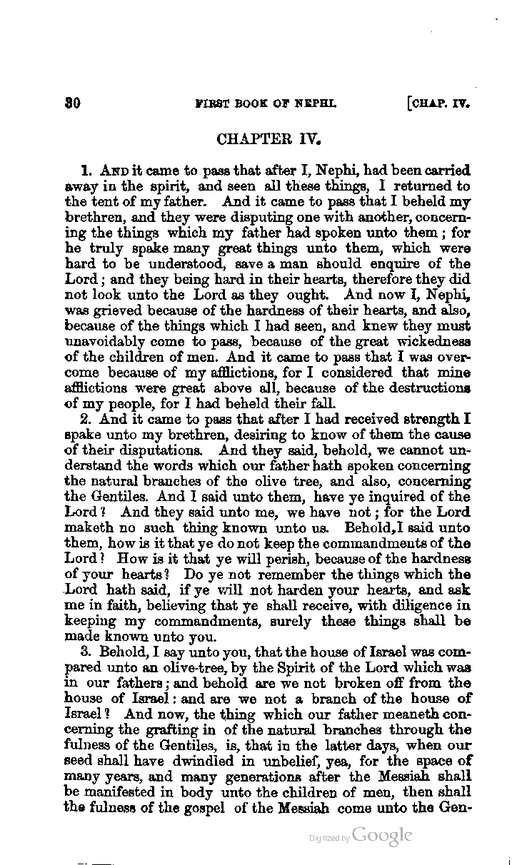 30 FIRST BOOK OF NEPHI. [CHAP. IV.
CHAPTER IV.
1. AND it came to pass that after I, Nephi, had been carried
away in the spirit, and seen all these things, I returned to
the tent of my father. And it came to pass that I beheld my
brethren, and they were disputing one with another, concern-
ing the things which my father had spoken unto them; for
he truly spake many great things unto them, which were
hard to be understood, save a man should enquire of the
Lord; and they being hard in their hearts, therefore they did
not look unto the Lord as they ought. And now I, Nephi,
was grieved because of the hardness of their hearts, and also,
because of the things which I had seen, and knew they must
unavoidably come to pass, because of the great wickedness
of the children of men. And it came to pass that I was over-
come because of my afflictions, for I considered that mine
afflictions were great above all, because of the destructions
of my people, for I had beheld their fall.
2. And it came to pass that after I had received strength I
spake unto my brethren, desiring to know of them the cause
of their disputations. And they said, behold, we cannot un-
derstand the words which our father hath spoken concerning
the natural branches of the olive tree, and also, concerning
the Gentiles. And I said unto them, have ye inquired of the
Lord? And they said unto me, we have not; for the Lord
maketh no such thing known unto us. Behold, I said unto
them, how is it that ye do not keep the commandments of the
Lord? How is it that ye will perish, because of the hardness
of your hearts? Do ye not remember the things which the
Lord hath said, if ye will not harden your hearts, and ask
me in faith, believing that ye shall receive, with diligence in
keeping my commandments, surely these things shall be
made known unto you.
3. Behold, I say unto you, that the house of Israel was com-
pared unto an olive-tree, by the Spirit of the Lord which was
in our fathers; and behold are we not broken off from the
house of Israel: and are we not a branch of the house of
Israel? And now, the thing which our father meaneth con-
cerning the grafting in of the natural branches through the
fulness of the Gentiles, is, that in the latter days, when our
seed shall have dwindled in unbelief, yea, for the space of
many years, and many generations after the Messiah shall
be manifested in body unto the children of men, then shall
the fulness of the gospel of the Messiah come unto the Gen-
Digitized by Google